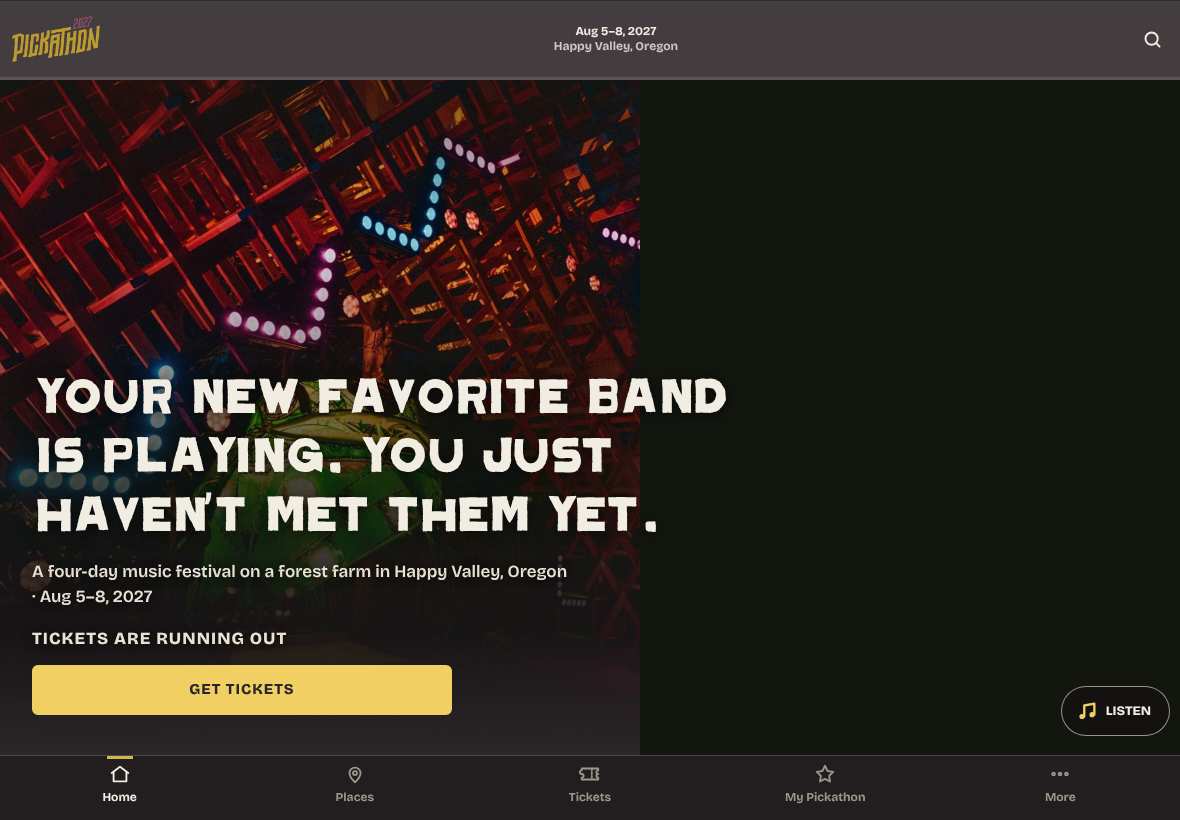 2027
PICKATHON
Aug 5–8, 2027
Happy Valley, Oregon
YOUR NEW FAVORITE BAND
IS PLAYING. YOU JUST
HAVEN'T MET THEM YET.
A four-day music festival on a forest farm in Happy Valley, Oregon
· Aug 5–8, 2027
TICKETS ARE RUNNING OUT
GET TICKETS
LISTEN
Home
Places
Tickets
My Pickathon
More